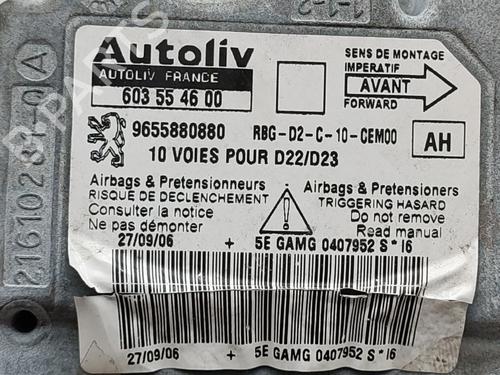 Autoliv
AUTOLIV FRANCE
603 55 46 00
SENS DE MONTAGE
IMPERATIF
AVANT
FORWARD
9655880880 RBG-D2-C-10-CEM00
AH
10 VOIES POUR D22/D23
Airbags & Pretensionneurs
RISQUE DE DECLENCHEMENT
Consulter la notice
Ne pas démonter
Airbags & Pretensioners
TRIGGERING HASARD
Do not remove
Read manual
27/09/06 + 5E GAMG 0407952 S*I6
27/09/06 + 5E GAMG 0407952 S*I6